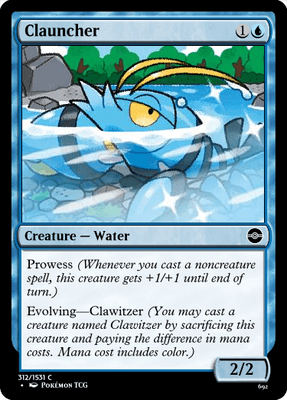 Clauncher 1
Creature — Water
Prowess (Whenever you cast a noncreature
spell, this creature gets +1/+1 until end of
turn.)
Evolving—Clawitzer (You may cast a
creature named Clawitzer by sacrificing this
creature and paying the difference in mana
costs. Mana cost includes color.)
2/2
312/1531 C
• Pokémon TCG
692